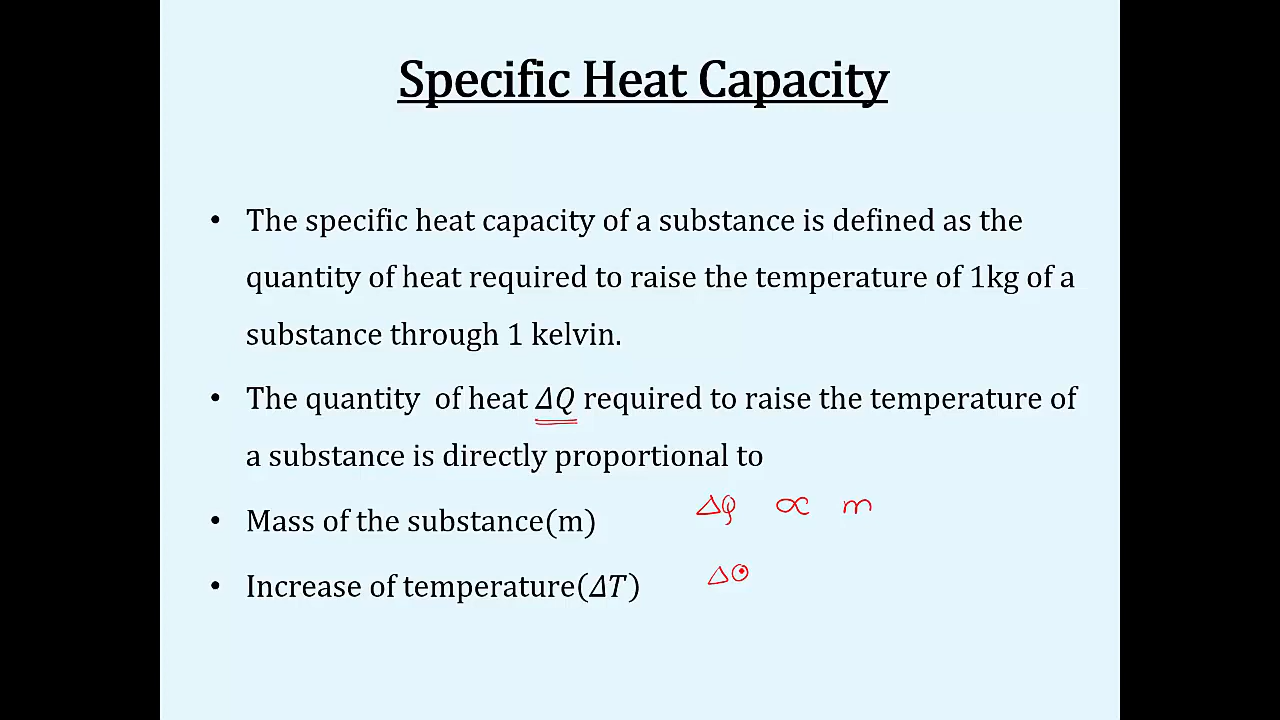 Specific Heat Capacity
• The specific heat capacity of a substance is defined as the
quantity of heat required to raise the temperature of 1kg of a
substance through 1 kelvin.
• The quantity of heat ΔQ required to raise the temperature of
a substance is directly proportional to
• Mass of the substance(m)
ΔQ ∝ m
• Increase of temperature(ΔT)
ΔO